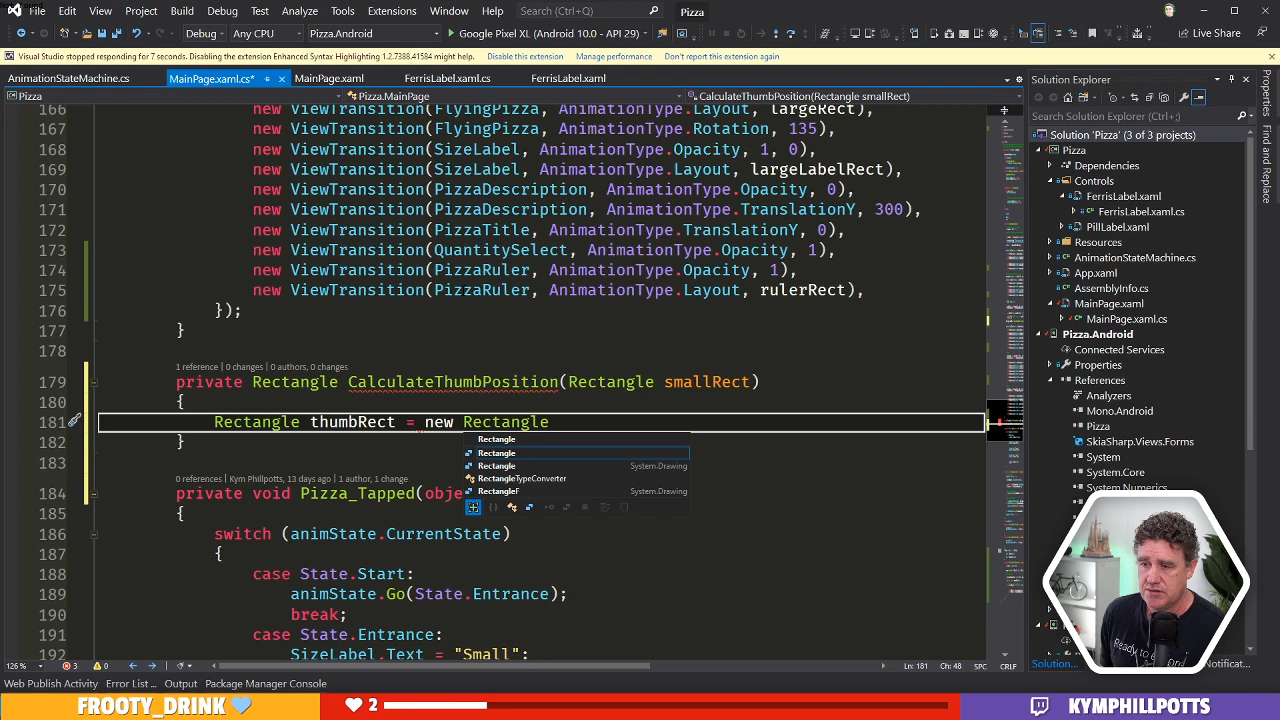 File Edit View Project Build Debug Test Analyze Tools Extensions Window Help Search (Ctrl+Q) Pizza
Debug Any CPU Pizza.Android Google Pixel XL (Android 10.0 - API 29) Live Share
Visual Studio stopped responding for 7 seconds. Disabling the extension Enhanced Syntax Highlighting 1.2.7388.41584 might help. Disable this extension Manage performance Don't report this extension again
AnimationStateMachine.cs MainPage.xaml.cs* MainPage.xaml FerrisLabel.xaml.cs FerrisLabel.xaml
Pizza Pizza.MainPage CalculateThumbPosition(Rectangle smallRect)
166 new ViewTransition(FlyingPizza, AnimationType.Layout, largeRect),
167 new ViewTransition(FlyingPizza, AnimationType.Rotation, 135),
168 new ViewTransition(SizeLabel, AnimationType.Opacity, 1, 0),
169 new ViewTransition(SizeLabel, AnimationType.Layout, largeLabelRect),
170 new ViewTransition(PizzaDescription, AnimationType.Opacity, 0),
171 new ViewTransition(PizzaDescription, AnimationType.TranslationY, 300),
172 new ViewTransition(PizzaTitle, AnimationType.TranslationY, 0),
173 new ViewTransition(QuantitySelect, AnimationType.Opacity, 1),
174 new ViewTransition(PizzaRuler, AnimationType.Opacity, 1),
175 new ViewTransition(PizzaRuler, AnimationType.Layout, rulerRect),
176 });
177 }
178
1 reference | 0 changes | 0 authors, 0 changes
179 private Rectangle CalculateThumbPosition(Rectangle smallRect)
180 {
181 Rectangle thumbRect = new Rectangle
182 }
Rectangle
Rectangle
Rectangle System.Drawing
RectangleTypeConverter
RectangleF System.Drawing
183
0 references | Kym Phillpotts, 13 days ago | 1 author, 1 change
184 private void Pizza_Tapped(obje
185 {
186 switch (animState.CurrentState)
187 {
188 case State.Start:
189 animState.Go(State.Entrance);
190 break;
191 case State.Entrance:
192 SizeLabel.Text = "Small";
126 % 3 0 Ln: 181 Ch: 48 SPC CRLF
Web Publish Activity Error List ... Output Package Manager Console
Solution Explorer
Search Solution Explorer (Ctrl+;)
Solution 'Pizza' (3 of 3 projects)
Pizza
Dependencies
Controls
FerrisLabel.xaml
FerrisLabel.xaml.cs
PillLabel.xaml
Resources
AnimationStateMachine.cs
App.xaml
AssemblyInfo.cs
MainPage.xaml
MainPage.xaml.cs
Pizza.Android
Connected Services
Properties
References
Analyzers
Mono.Android
Pizza
SkiaSharp.Views.Forms
System
System.Core
System.Numerics
Solution... Notificat...
Properties
Find and Replace
FROOTY_DRINK 2 KYMPHILLPOTTS